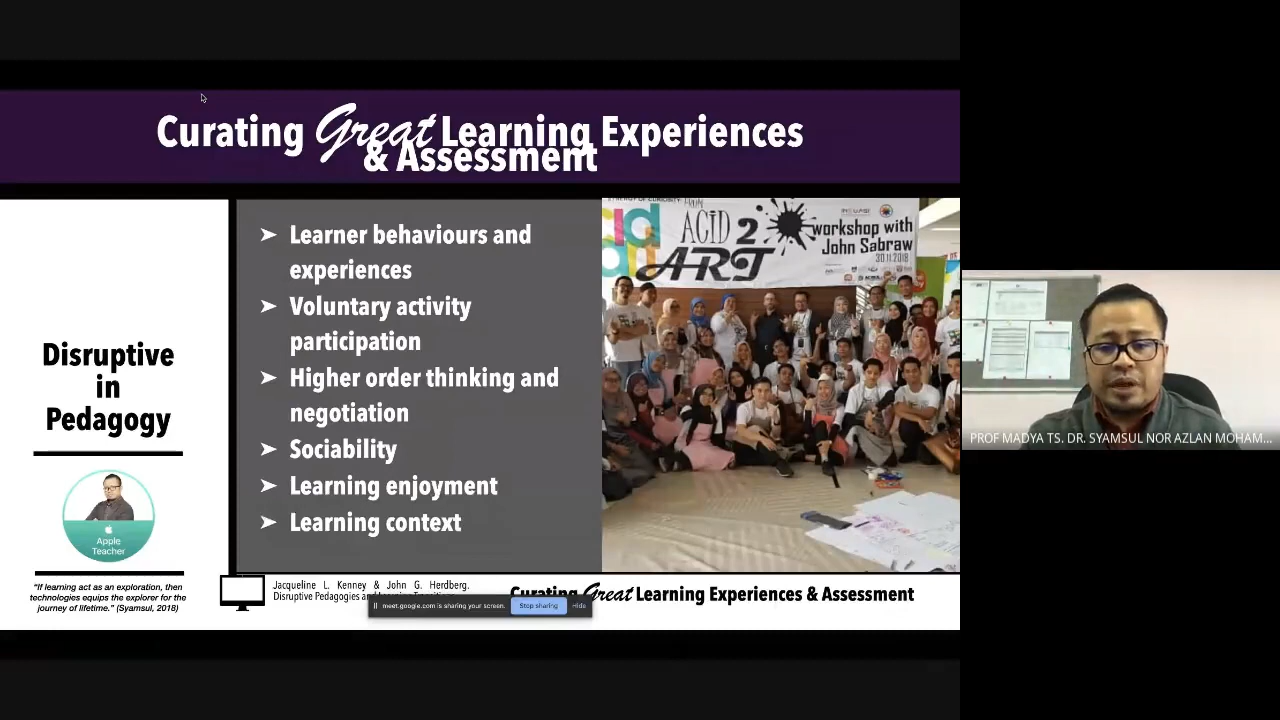 Curating Great Learning Experiences
& Assessment
Disruptive
in
Pedagogy
Apple
Teacher
"If learning act as an exploration, then
technologies equips the explorer for the
journey of lifetime." (Syamsul, 2018)
➤ Learner behaviours and
experiences
➤ Voluntary activity
participation
➤ Higher order thinking and
negotiation
➤ Sociability
➤ Learning enjoyment
➤ Learning context
ACID 2
ART
workshop with
John Sabraw
30.11.2018
Jacqueline L. Kenney & John G. Herdberg.
Disruptive Pedagogies and
Curating Great Learning Experiences & Assessment
meet.google.com is sharing your screen.
Stop sharing
Hide
PROF MADYA TS. DR. SYAMSUL NOR AZLAN MOHAM...